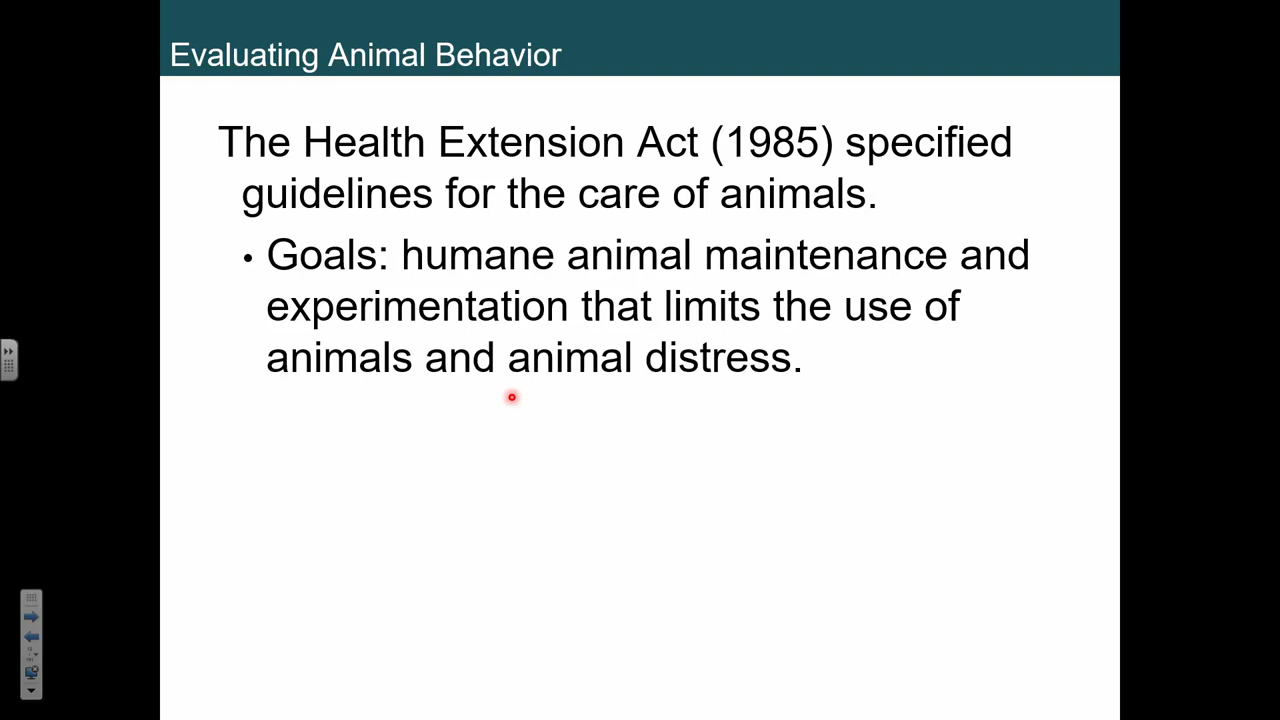 Evaluating Animal Behavior
The Health Extension Act (1985) specified
guidelines for the care of animals.
• Goals: humane animal maintenance and
experimentation that limits the use of
animals and animal distress.